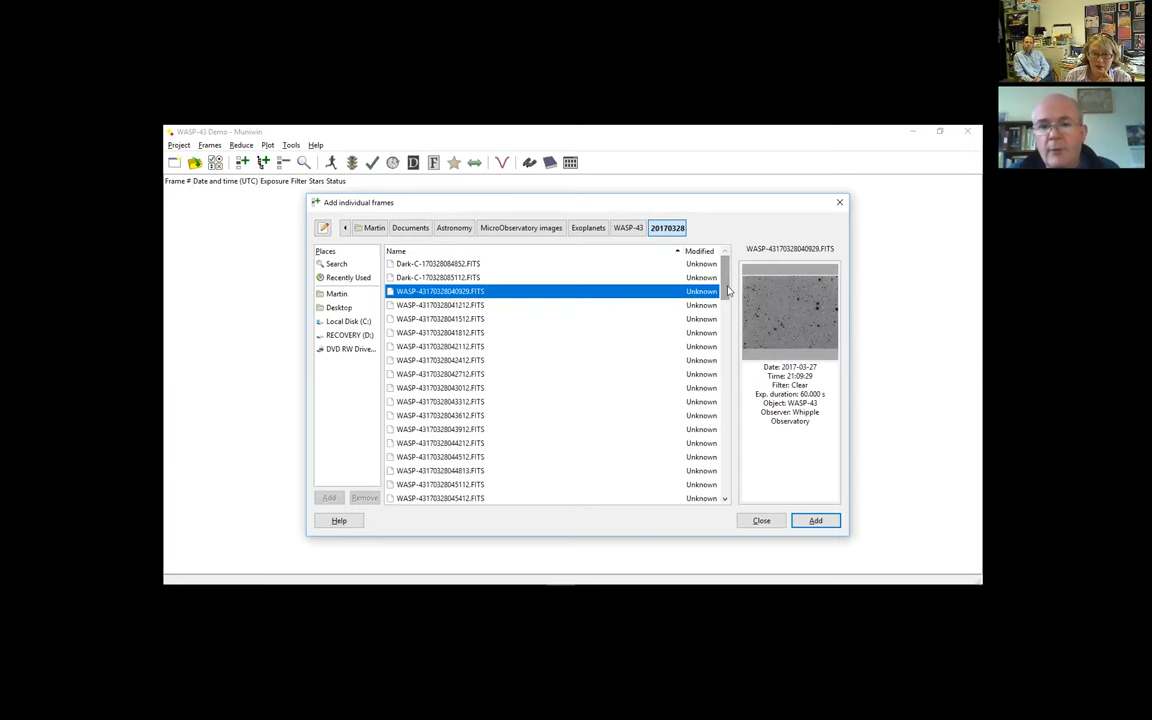 WASP-43 Demo - Muniwin
Project Frames Reduce Plot Tools Help
Frame # Date and time (UTC) Exposure Filter Stars Status
Add individual frames
Martin Documents Astronomy MicroObservatory images Exoplanets WASP-43 20170328
Places
Search
Recently Used
Martin
Desktop
Local Disk (C:)
RECOVERY (D:)
DVD RW Drive...
Add Remove
Name Modified
Dark-C-170328084852.FITS Unknown
Dark-C-170328085112.FITS Unknown
WASP-43170328040929.FITS Unknown
WASP-43170328041212.FITS Unknown
WASP-43170328041512.FITS Unknown
WASP-43170328041812.FITS Unknown
WASP-43170328042112.FITS Unknown
WASP-43170328042412.FITS Unknown
WASP-43170328042712.FITS Unknown
WASP-43170328043012.FITS Unknown
WASP-43170328043312.FITS Unknown
WASP-43170328043612.FITS Unknown
WASP-43170328043912.FITS Unknown
WASP-43170328044212.FITS Unknown
WASP-43170328044512.FITS Unknown
WASP-43170328044813.FITS Unknown
WASP-43170328045112.FITS Unknown
WASP-43170328045412.FITS Unknown
WASP-43170328040929.FITS
Date: 2017-03-27
Time: 21:09:29
Filter: Clear
Exp. duration: 60.000 s
Object: WASP-43
Observer: Whipple
Observatory
Help Close Add